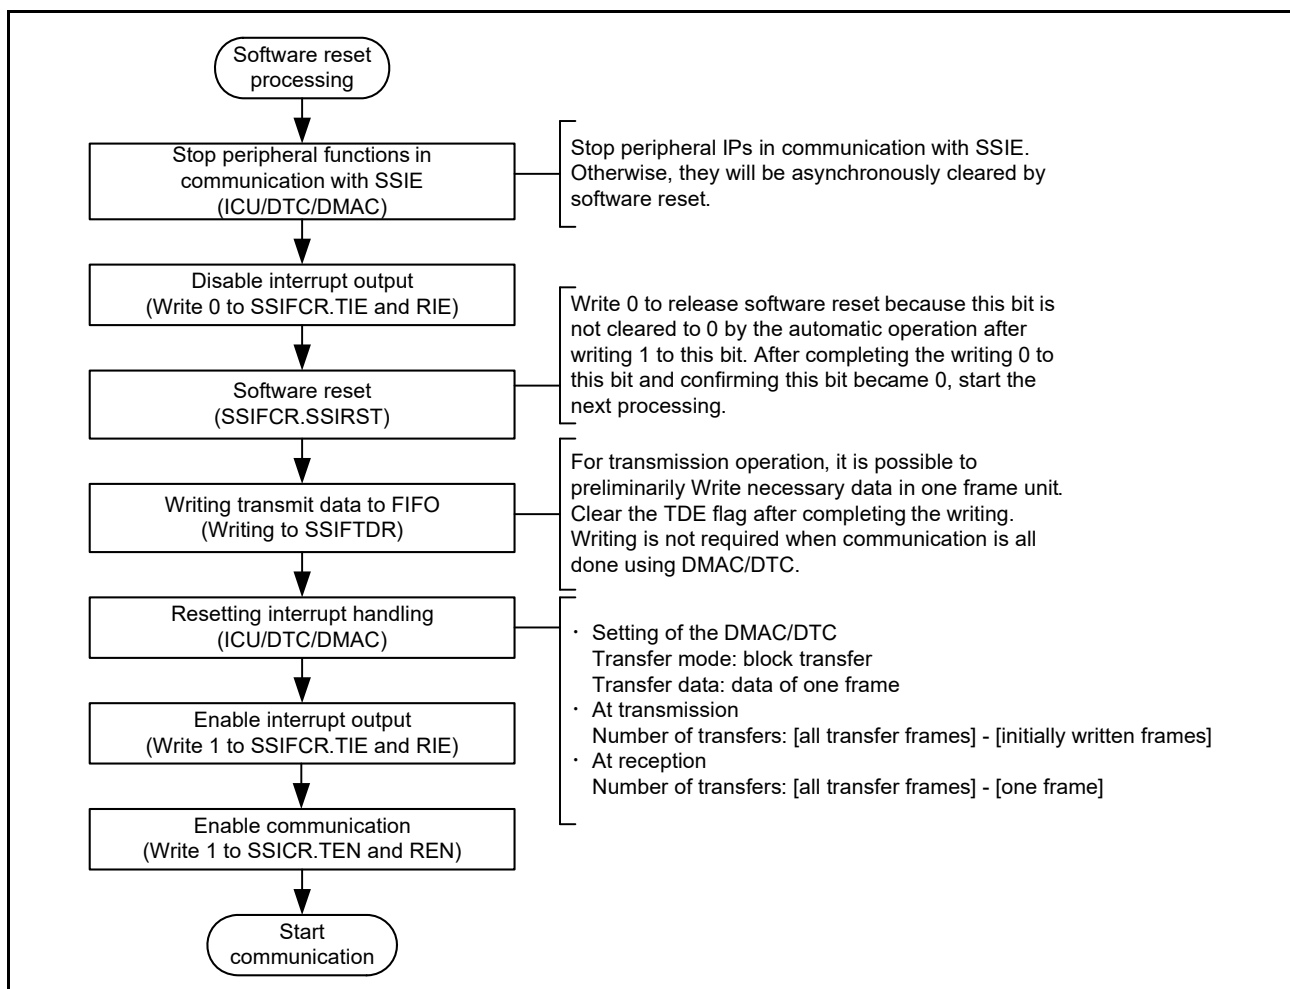 Software reset
processing
Stop peripheral functions in
communication with SSIE
(ICU/DTC/DMAC)
Stop peripheral IPs in communication with SSIE.
Otherwise, they will be asynchronously cleared by
software reset.
Disable interrupt output
(Write 0 to SSIFCR.TIE and RIE)
Software reset
(SSIFCR.SSIRST)
Write 0 to release software reset because this bit is
not cleared to 0 by the automatic operation after
writing 1 to this bit. After completing the writing 0 to
this bit and confirming this bit became 0, start the
next processing.
Writing transmit data to FIFO
(Writing to SSIFTDR)
For transmission operation, it is possible to
preliminarily Write necessary data in one frame unit.
Clear the TDE flag after completing the writing.
Writing is not required when communication is all
done using DMAC/DTC.
Resetting interrupt handling
(ICU/DTC/DMAC)
・ Setting of the DMAC/DTC
Transfer mode: block transfer
Transfer data: data of one frame
・ At transmission
Number of transfers: [all transfer frames] - [initially written frames]
・ At reception
Number of transfers: [all transfer frames] - [one frame]
Enable interrupt output
(Write 1 to SSIFCR.TIE and RIE)
Enable communication
(Write 1 to SSICR.TEN and REN)
Start
communication